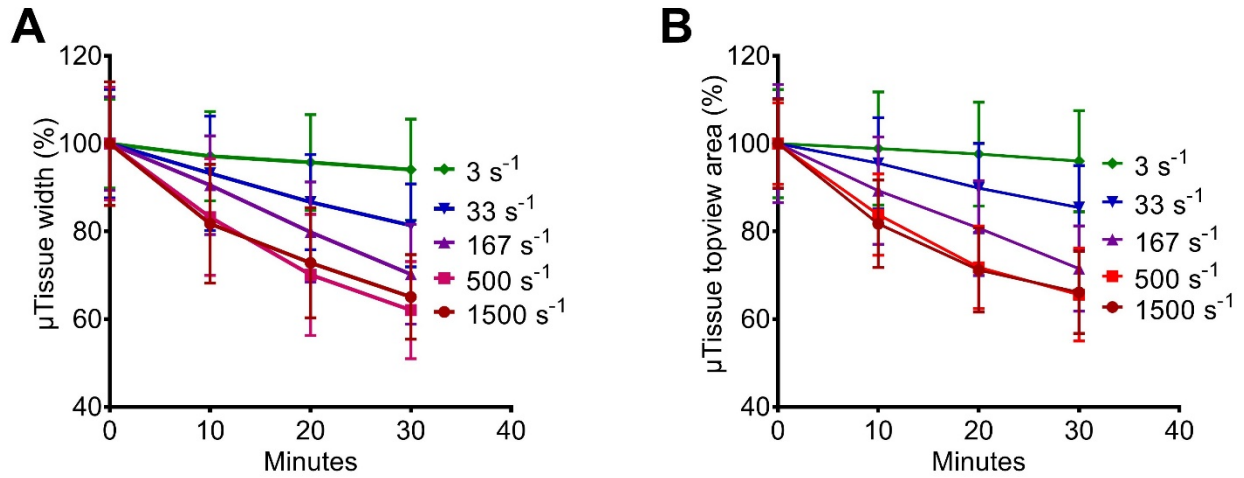 A
μTissue width (%)
120
100
80
60
40
0
10
20
30
40
Minutes
3 s⁻¹
33 s⁻¹
167 s⁻¹
500 s⁻¹
1500 s⁻¹
B
μTissue topview area (%)
120
100
80
60
40
0
10
20
30
40
Minutes
3 s⁻¹
33 s⁻¹
167 s⁻¹
500 s⁻¹
1500 s⁻¹